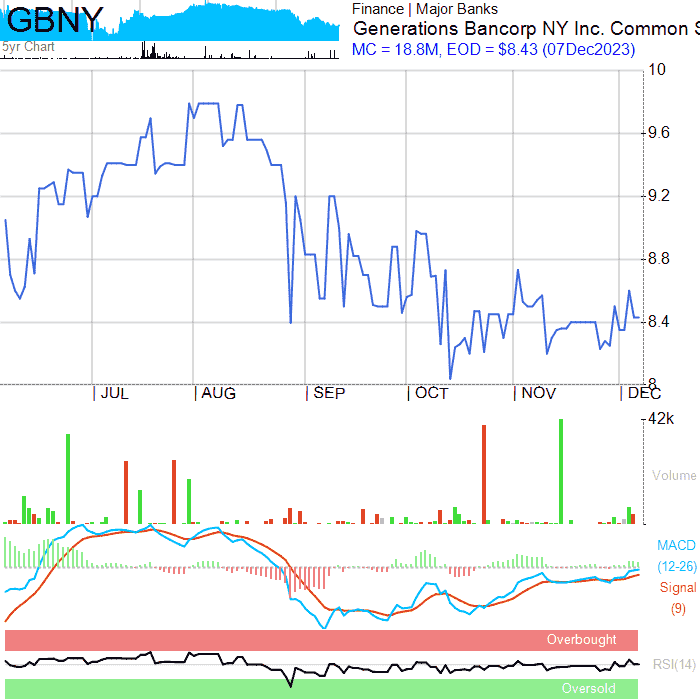 GBNY
5yr Chart
Finance | Major Banks
Generations Bancorp NY Inc. Common S
MC = 18.8M, EOD = $8.43 (07Dec2023)
10
9.6
9.2
8.8
8.4
8
JUL AUG SEP OCT NOV DEC
42k
Volume
MACD
(12-26)
Signal
(9)
Overbought
RSI(14)
Oversold